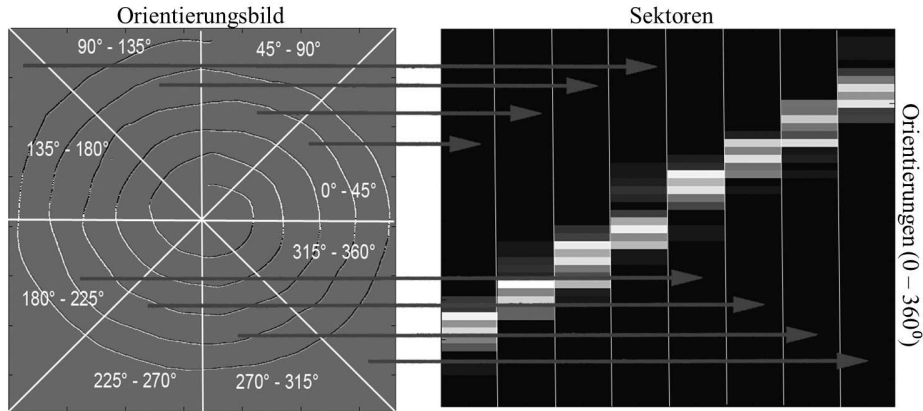 Orientierungsbild
Sektoren
90° - 135°
45° - 90°
135° - 180°
0° - 45°
315° - 360°
180° - 225°
225° - 270°
270° - 315°
Orientierungen (0 – 360°)